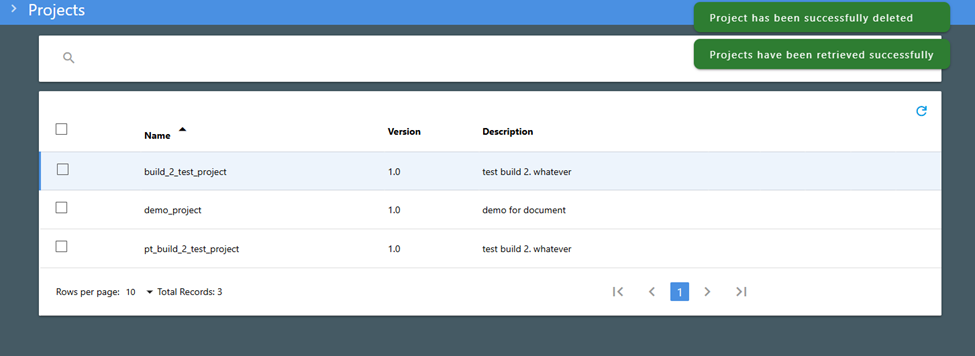 Projects
Project has been successfully deleted
Projects have been retrieved successfully
Name Version Description
build_2_test_project 1.0 test build 2. whatever
demo_project 1.0 demo for document
pt_build_2_test_project 1.0 test build 2. whatever
Rows per page: 10 Total Records: 3 1